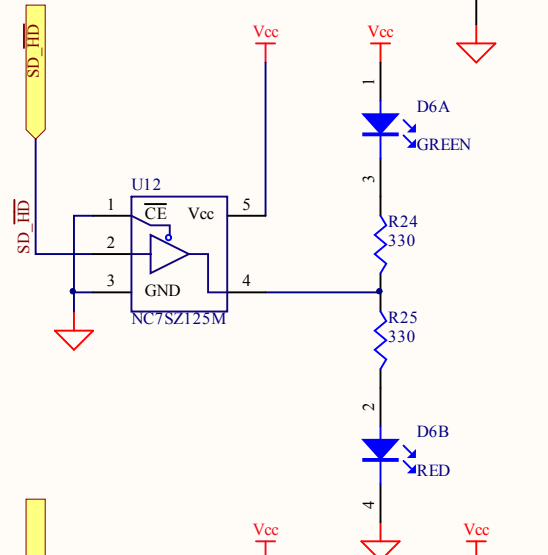 SD_HD
Vcc
Vcc
1
D6A
GREEN
3
U12
SD_HD
1
CE
Vcc
5
2
R24
330
3
GND
4
NC7SZ125M
R25
330
2
D6B
RED
4
Vcc
Vcc